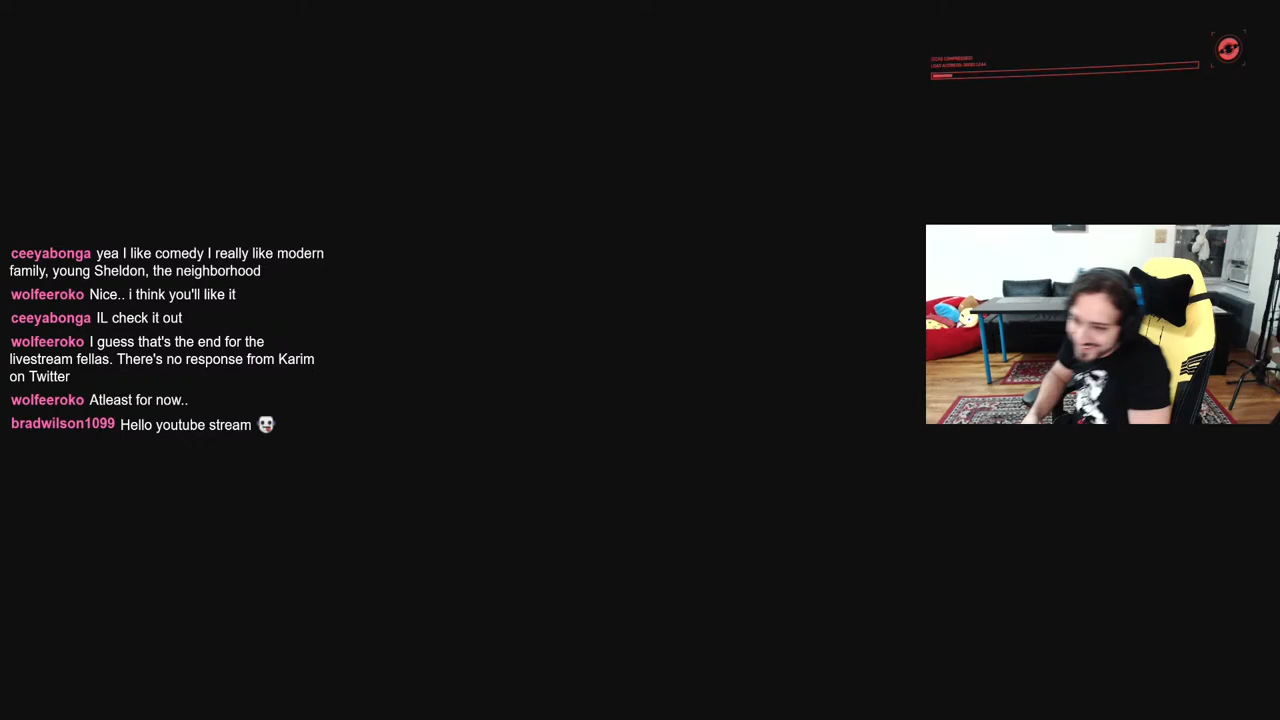 ceeyabonga yea I like comedy I really like modern
family, young Sheldon, the neighborhood
wolfeeroko Nice.. i think you'll like it
ceeyabonga IL check it out
wolfeeroko I guess that's the end for the
livestream fellas. There's no response from Karim
on Twitter
wolfeeroko Atleast for now..
bradwilson1099 Hello youtube stream